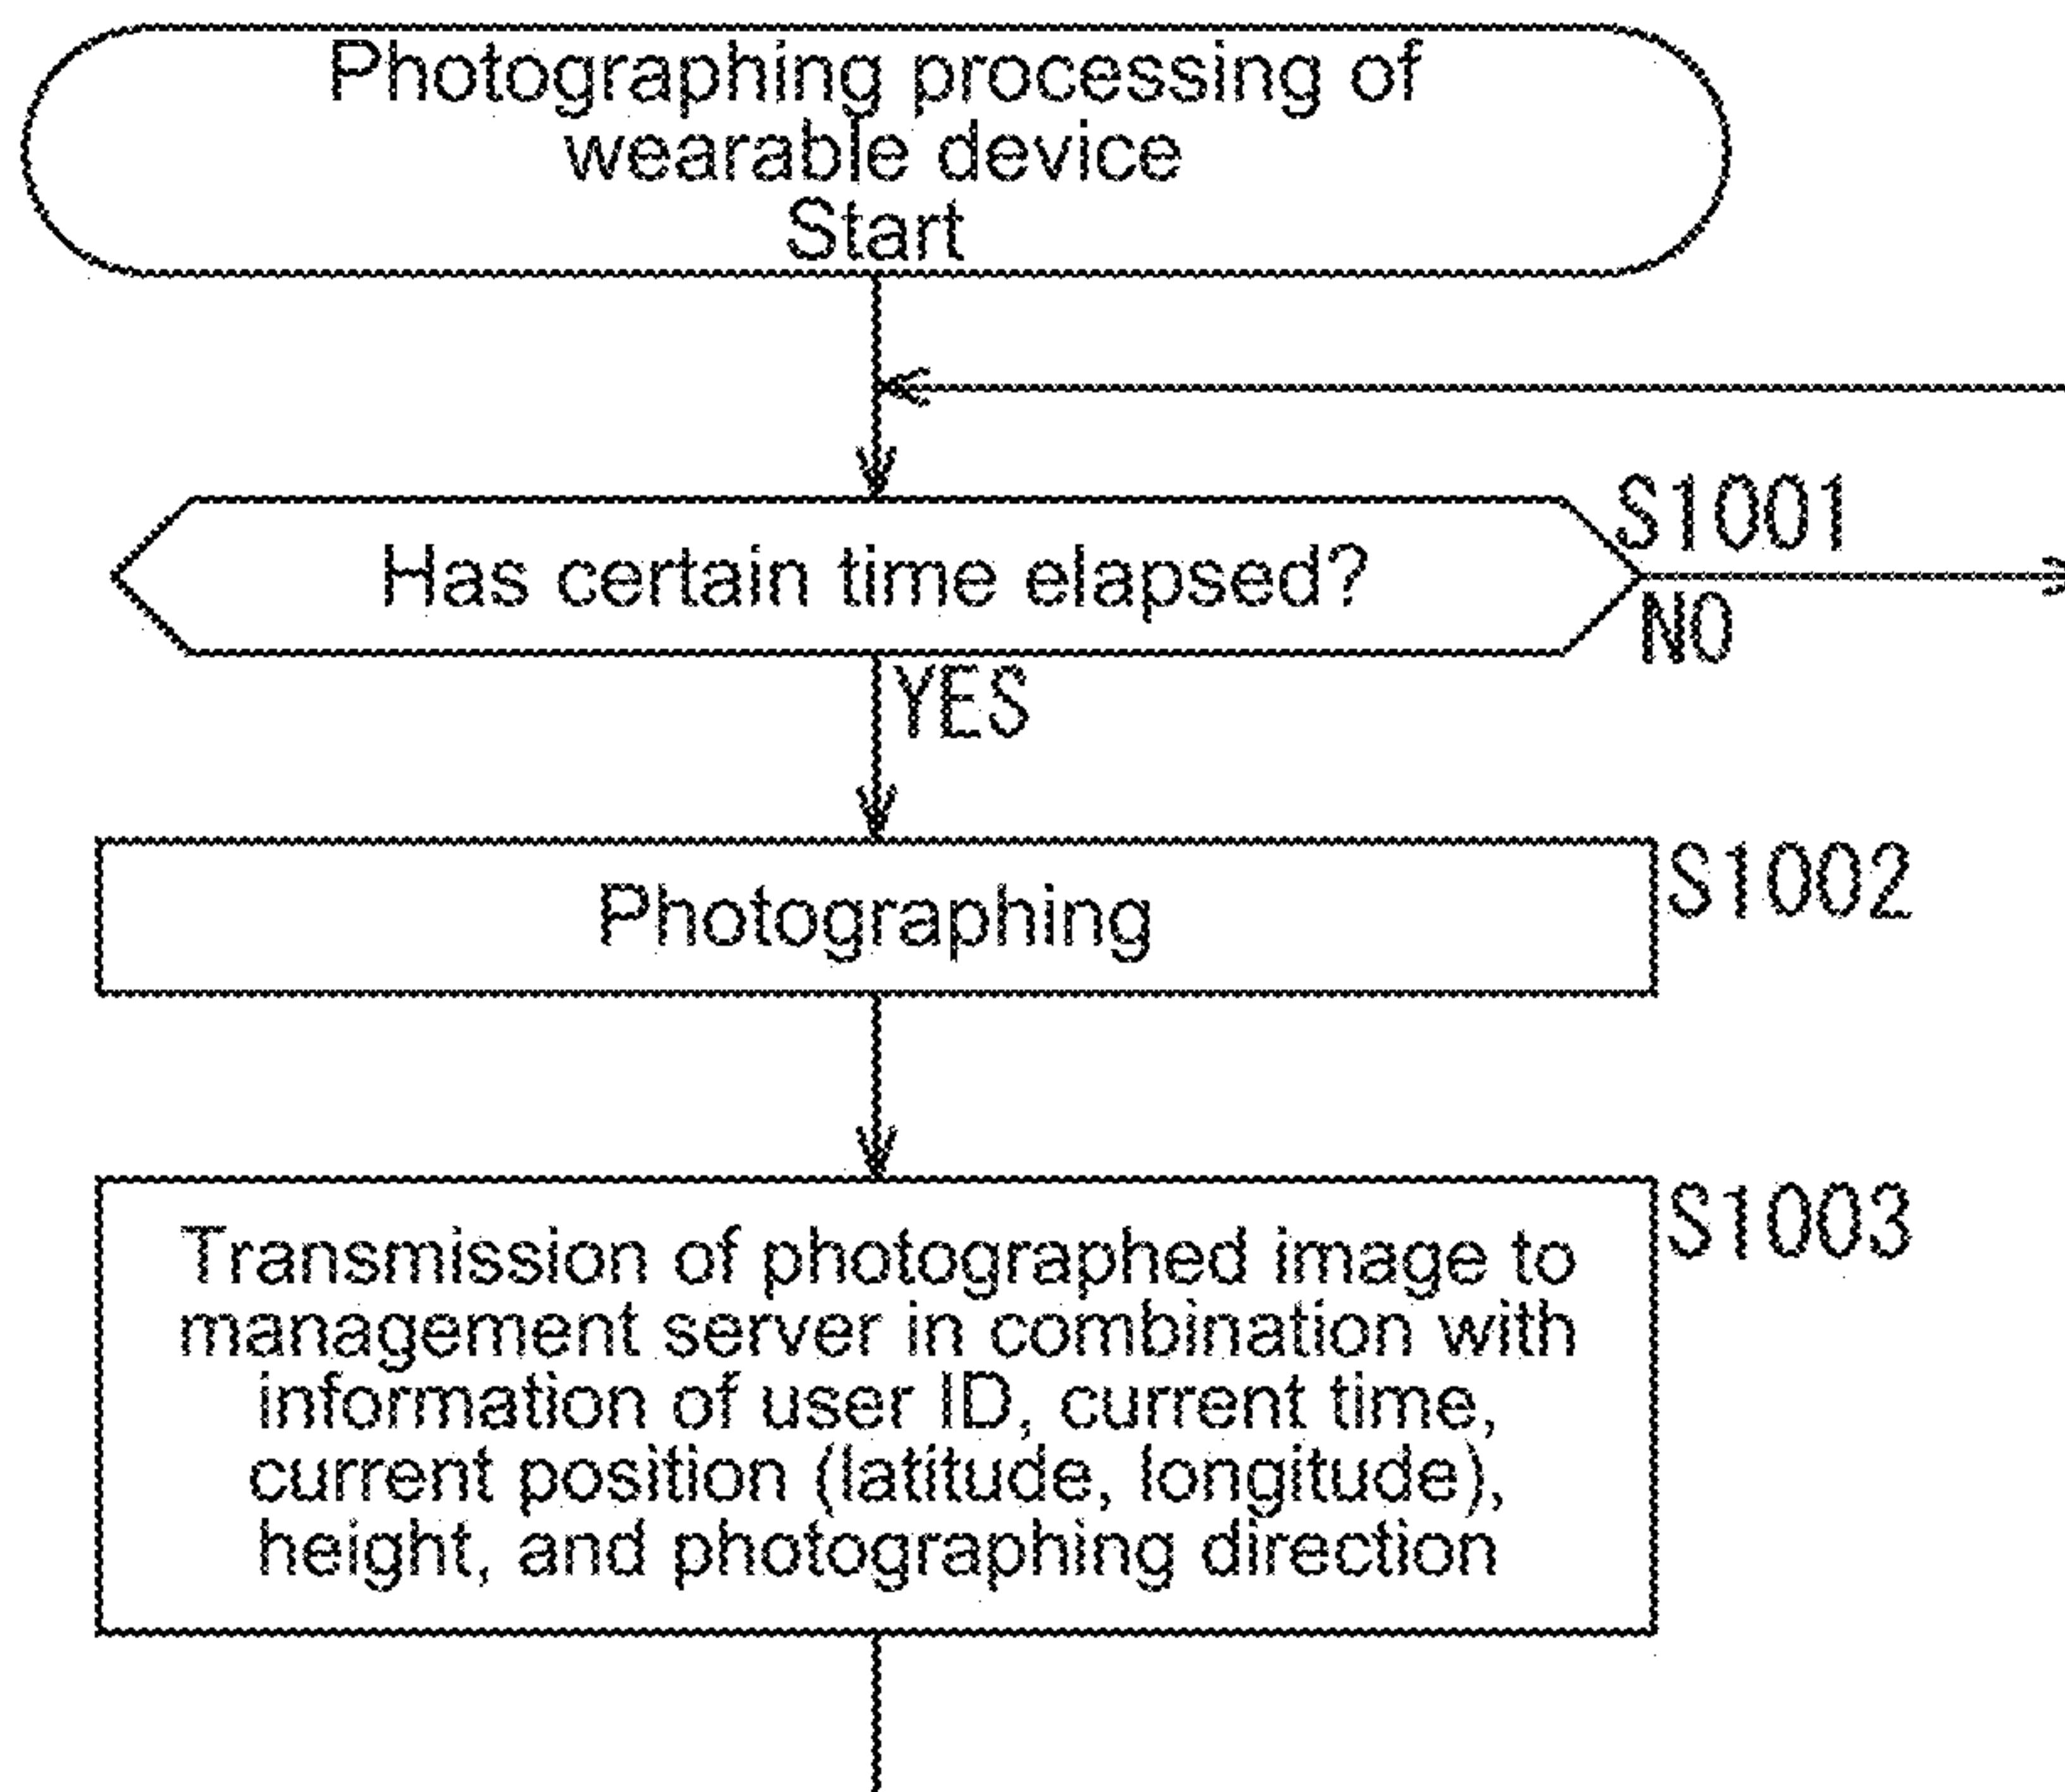 Photographing processing of
wearable device
Start
S1001
Has certain time elapsed?
NO
YES
S1002
Photographing
S1003
Transmission of photographed image to
management server in combination with
information of user ID, current time,
current position (latitude, longitude),
height, and photographing direction